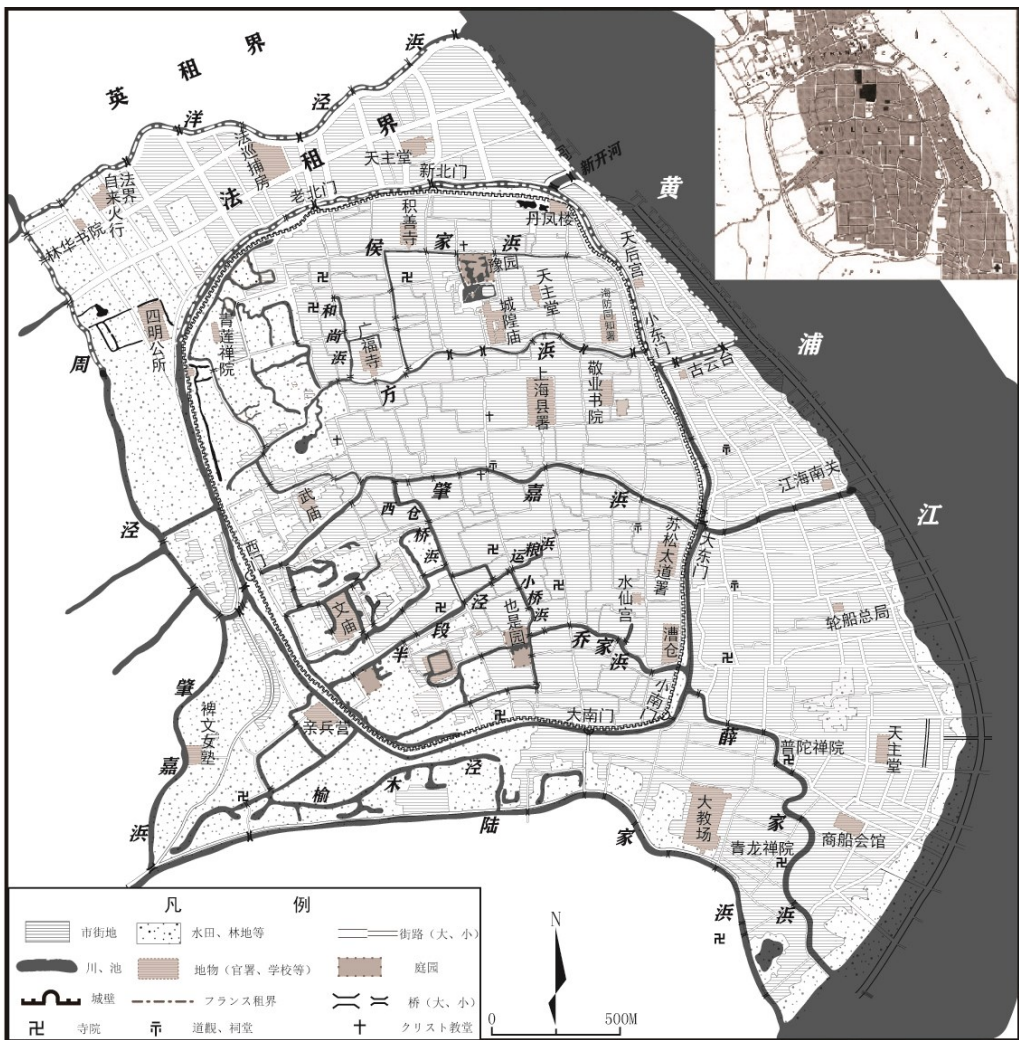 英租界
洋泾浜
法租界
法巡捕房
天主堂
新北门
新开河
老北门
法界自来火行
林华书院
黄浦江
积善寺
丹凤楼
侯家浜
豫园
天后宫
四明公所
青莲禅院
和尚浜
广福寺
城隍庙
天主堂
海防同知署
小东门
周泾
方浜
上海县署
敬业书院
古云台
武庙
肇嘉浜
江海南关
西仓桥浜
西门
运粮浜
苏松太道署
大东门
文庙
半段泾
小桥浜
也是园
水仙宫
乔家浜
漕仓
轮船总局
小南门
大南门
亲兵营
肇嘉浜
裨文女塾
薛家浜
普陀禅院
天主堂
榆木泾
陆家浜
大教场
青龙禅院
商船会馆
凡 例
市街地
水田、林地等
街路（大、小）
川、池
地物（官署、学校等）
庭园
城壁
フランス租界
桥（大、小）
寺院
道觀、祠堂
クリスト教堂
N
0 500M